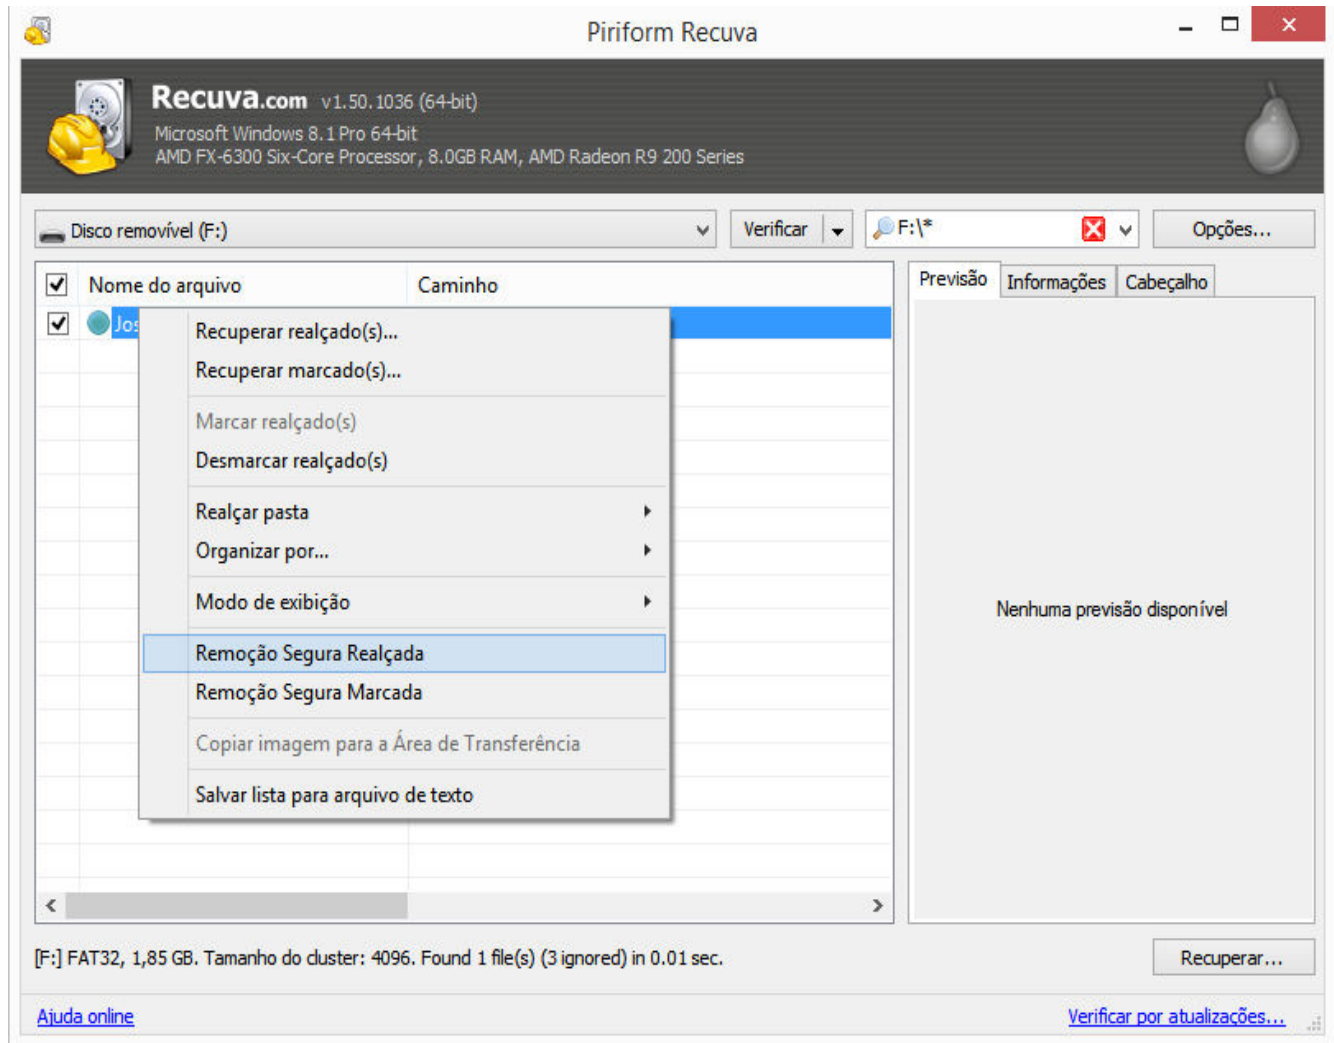 Piriform Recuva
Recuva.com v1.50.1036 (64-bit)
Microsoft Windows 8.1 Pro 64-bit
AMD FX-6300 Six-Core Processor, 8.0GB RAM, AMD Radeon R9 200 Series
Disco removível (F:) Verificar F:\* Opções...
Nome do arquivo Caminho
Previsão Informações Cabeçalho
Recuperar realçado(s)...
Recuperar marcado(s)...
Marcar realçado(s)
Desmarcar realçado(s)
Realçar pasta
Organizar por...
Modo de exibição
Nenhuma previsão disponível
Remoção Segura Realçada
Remoção Segura Marcada
Copiar imagem para a Área de Transferência
Salvar lista para arquivo de texto
[F:] FAT32, 1,85 GB. Tamanho do cluster: 4096. Found 1 file(s) (3 ignored) in 0.01 sec.
Recuperar...
Ajuda online Verificar por atualizações...